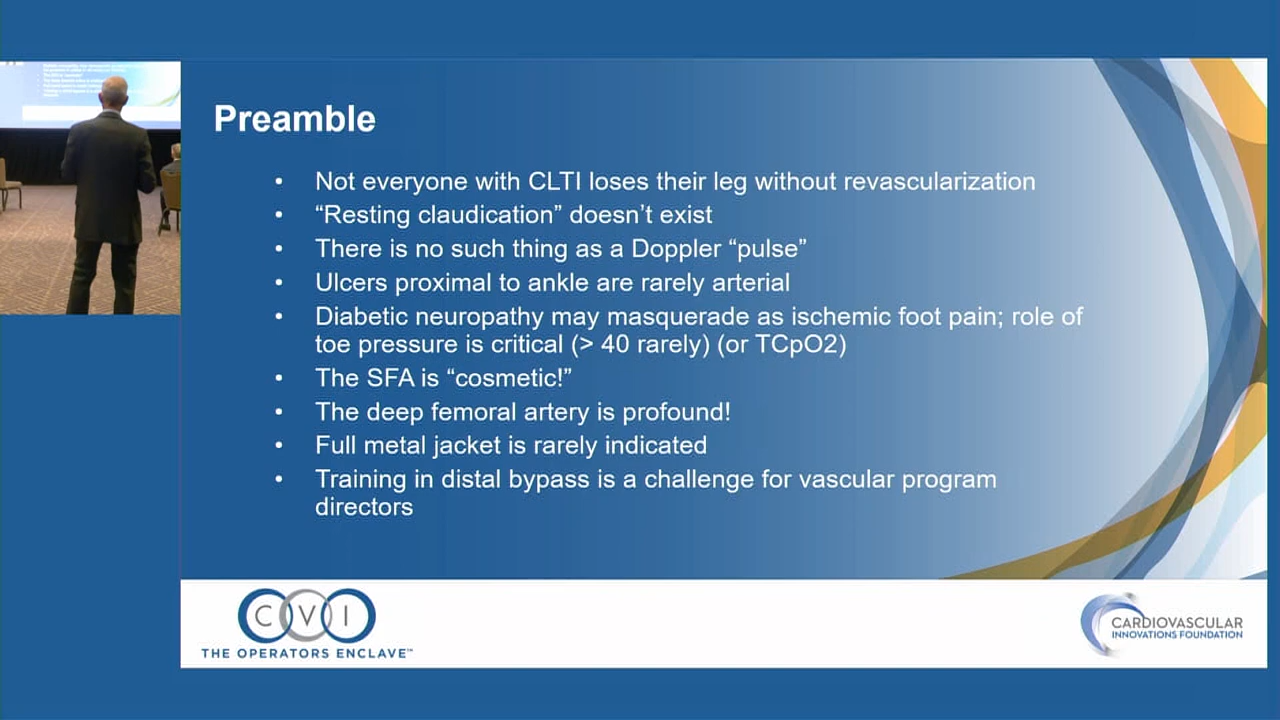 Preamble
• Not everyone with CLTI loses their leg without revascularization
• “Resting claudication” doesn’t exist
• There is no such thing as a Doppler “pulse”
• Ulcers proximal to ankle are rarely arterial
• Diabetic neuropathy may masquerade as ischemic foot pain; role of
toe pressure is critical (> 40 rarely) (or TCpO2)
• The SFA is “cosmetic!”
• The deep femoral artery is profound!
• Full metal jacket is rarely indicated
• Training in distal bypass is a challenge for vascular program
directors
CVI
THE OPERATORS ENCLAVE™
CARDIOVASCULAR
INNOVATIONS FOUNDATION